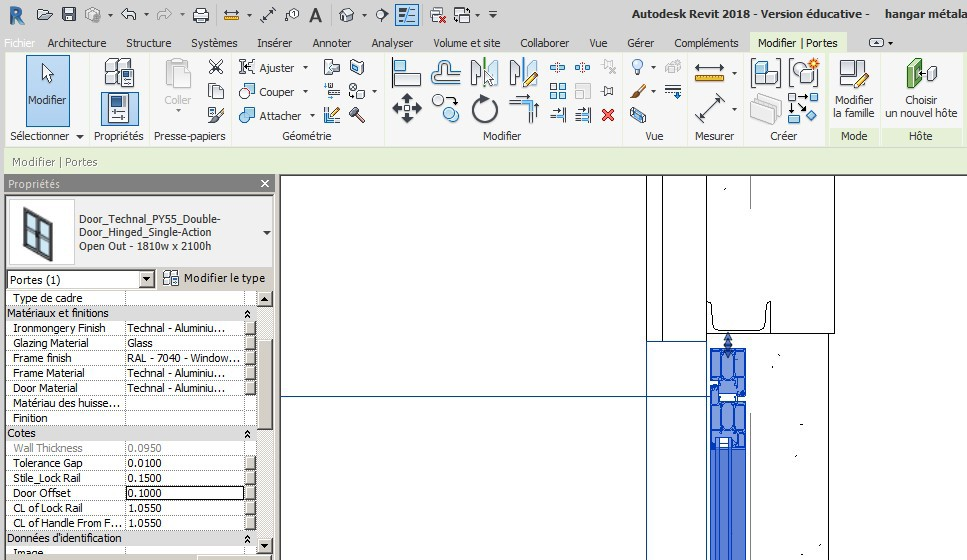 Autodesk Revit 2018 - Version éducative - hangar métala
Fichier Architecture Structure Systèmes Insérer Annoter Analyser Volume et site Collaborer Vue Gérer Compléments Modifier | Portes
Modifier Coller Ajuster Modifier la famille Choisir un nouvel hôte
Couper
Attacher
Sélectionner Propriétés Presse-papiers Géométrie Modifier Vue Mesurer Créer Mode Hôte
Modifier | Portes
Propriétés
Door_Technal_PY55_Double-
Door_Hinged_Single-Action
Open Out - 1810w x 2100h
Portes (1) Modifier le type
Type de cadre
Matériaux et finitions
Ironmongery Finish Technal - Aluminiu...
Glazing Material Glass
Frame finish RAL - 7040 - Window...
Frame Material Technal - Aluminiu...
Door Material Technal - Aluminiu...
Matériau des huisse...
Finition
Cotes
Wall Thickness 0.0950
Tolerance Gap 0.0100
Stile_Lock Rail 0.1500
Door Offset 0.1000
CL of Lock Rail 1.0550
CL of Handle From F... 1.0550
Données d'identification
Image